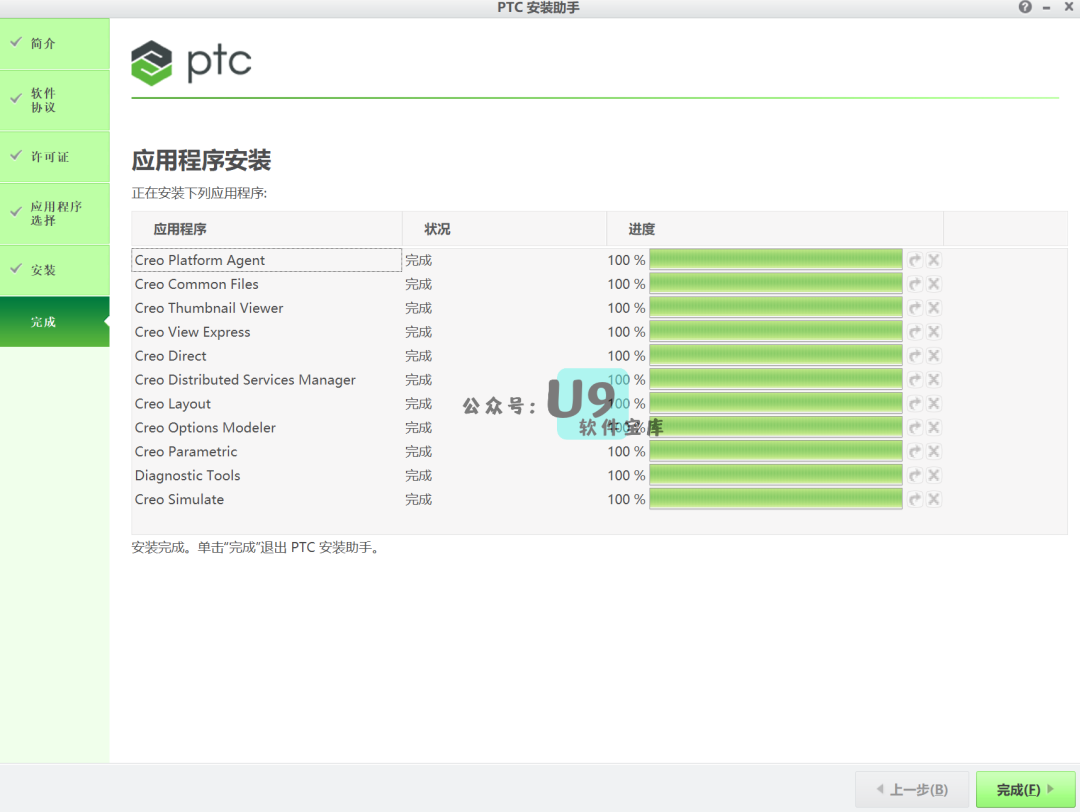 PTC 安装助手
简介
软件
协议
许可证
应用程序
选择
安装
完成
ptc
应用程序安装
正在安装下列应用程序:
应用程序 状况 进度
Creo Platform Agent 完成 100 %
Creo Common Files 完成 100 %
Creo Thumbnail Viewer 完成 100 %
Creo View Express 完成 100 %
Creo Direct 完成 100 %
Creo Distributed Services Manager 完成 100 %
Creo Layout 完成 100 %
Creo Options Modeler 完成 100 %
Creo Parametric 完成 100 %
Diagnostic Tools 完成 100 %
Creo Simulate 完成 100 %
公众号: U9
软件宝库
安装完成。单击"完成"退出 PTC 安装助手。
上一步(B) 完成(F)